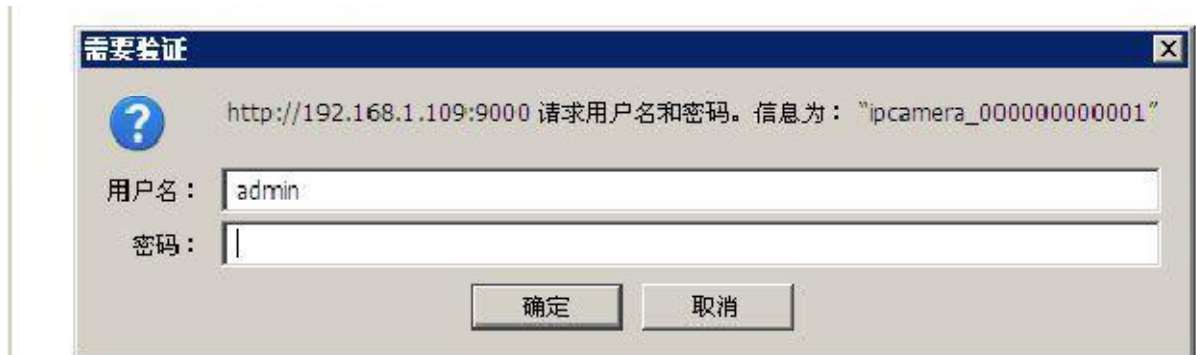 需要验证
http://192.168.1.109:9000 请求用户名和密码。信息为： “ipcamera_000000000001”
用户名： admin
密码：
确定 取消